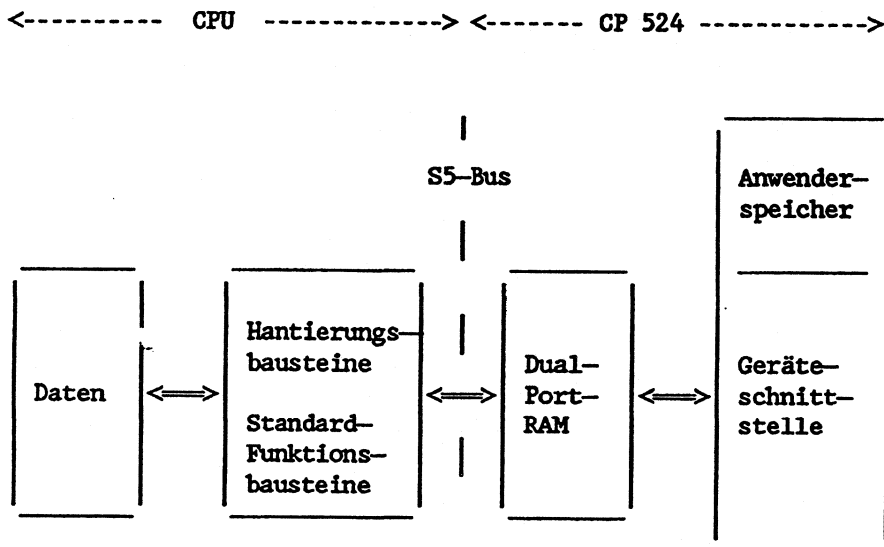 <--------- CPU --------------> <------ CP 524 ------------>
S5-Bus
Anwender-
speicher
Daten
Hantierungs-
bausteine
Standard-
Funktions-
bausteine
Dual-
Port-
RAM
Geräte-
schnitt-
stelle